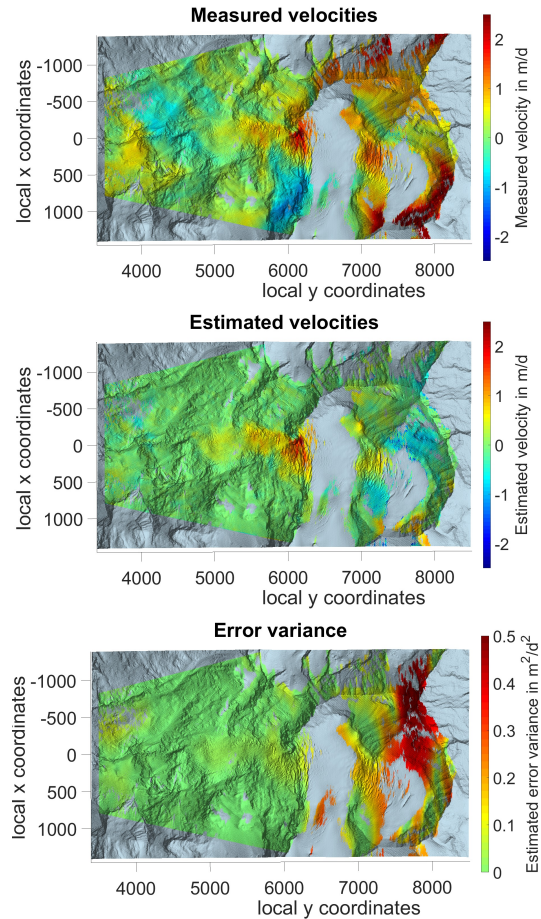 Measured velocities
local x coordinates
-1000
-500
0
500
1000
4000 5000 6000 7000 8000
local y coordinates
2
1
0
-1
-2
Measured velocity in m/d
Estimated velocities
local x coordinates
-1000
-500
0
500
1000
4000 5000 6000 7000 8000
local y coordinates
2
1
0
-1
-2
Estimated velocity in m/d
Error variance
local x coordinates
-1000
-500
0
500
1000
4000 5000 6000 7000 8000
local y coordinates
0.5
0.4
0.3
0.2
0.1
0
Estimated error variance in m²/d²